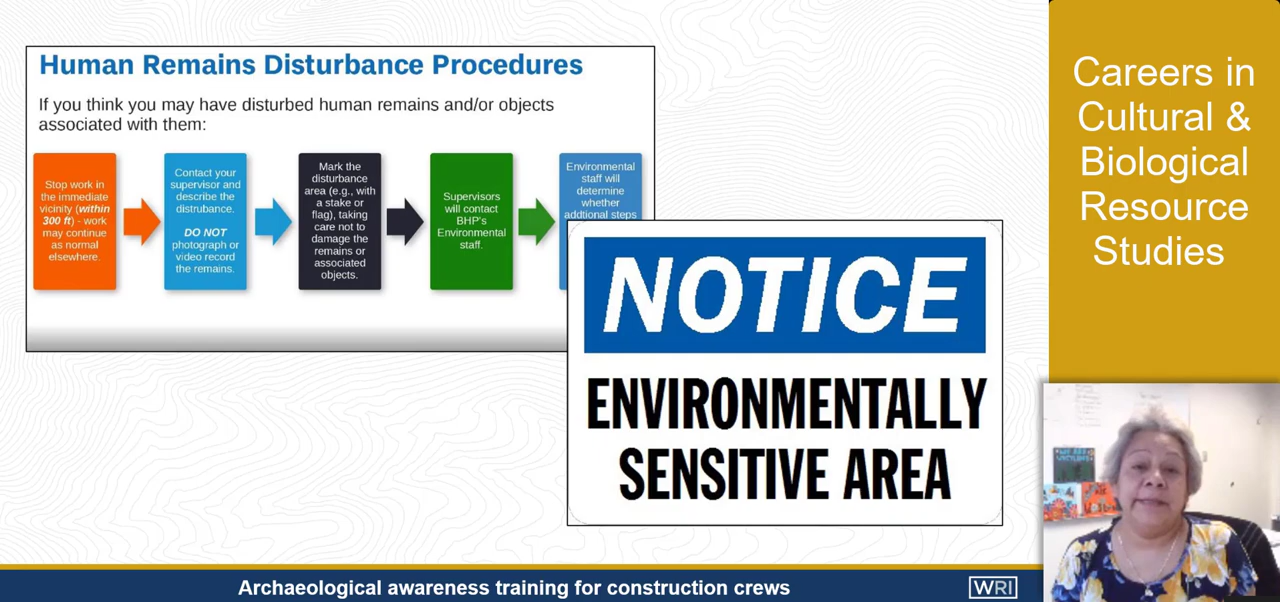 Human Remains Disturbance Procedures
If you think you may have disturbed human remains and/or objects
associated with them:
Stop work in
the immediate
vicinity (within
300 ft) - work
may continue
as normal
elsewhere.
Contact your
supervisor and
describe the
distrubance.
DO NOT
photograph or
video record
the remains.
Mark the
disturbance
area (e.g., with
a stake or
flag), taking
care not to
damage the
remains or
associated
objects.
Supervisors
will contact
BHP's
Environmental
staff.
Environmental
staff will
determine
whether
addtional steps
NOTICE
ENVIRONMENTALLY
SENSITIVE AREA
Careers in
Cultural &
Biological
Resource
Studies
Archaeological awareness training for construction crews
WRI